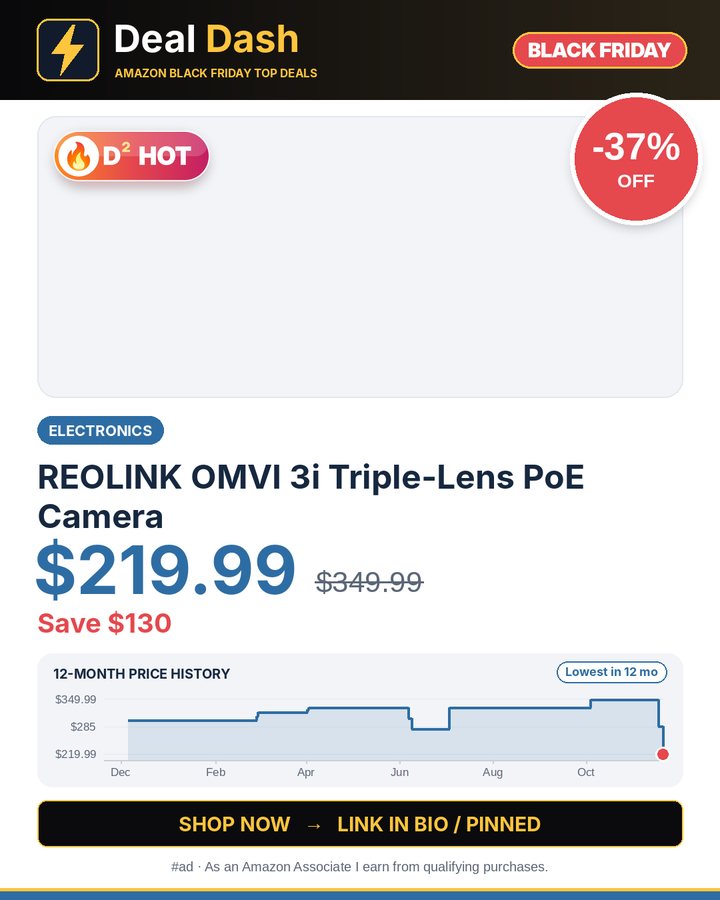 Deal Dash
AMAZON BLACK FRIDAY TOP DEALS
BLACK FRIDAY
D² HOT
-37%
OFF
ELECTRONICS
REOLINK OMVI 3i Triple-Lens PoE
Camera
$219.99 $349.99
Save $130
12-MONTH PRICE HISTORY
Lowest in 12 mo
$349.99
$285
$219.99
Dec Feb Apr Jun Aug Oct
SHOP NOW → LINK IN BIO / PINNED
#ad · As an Amazon Associate I earn from qualifying purchases.